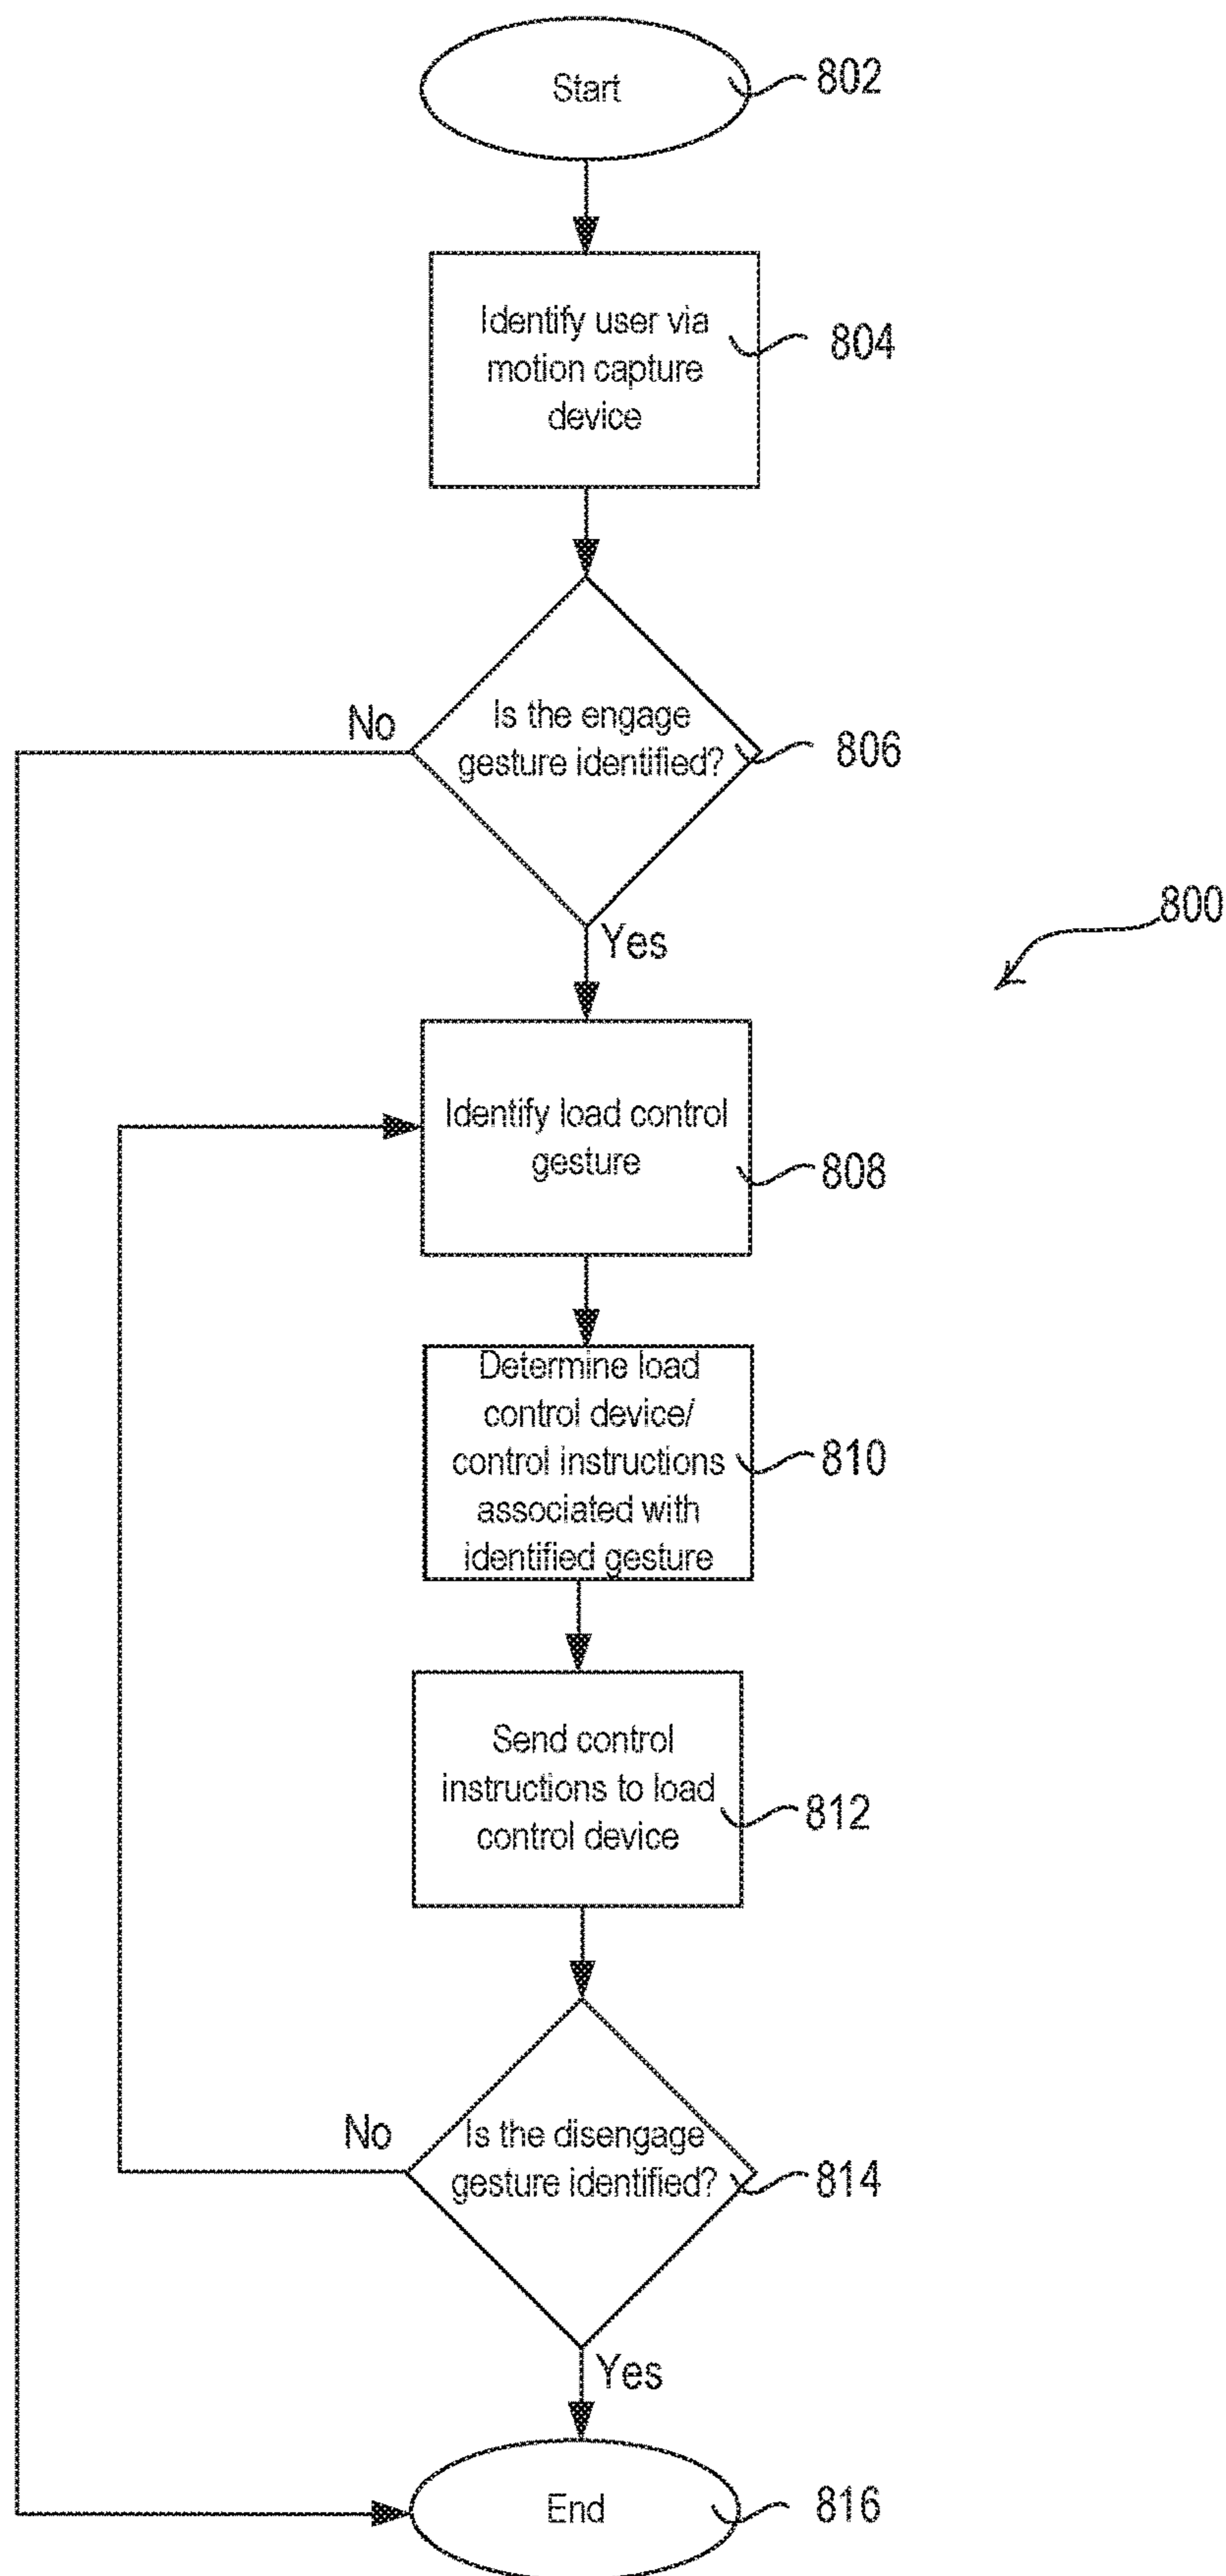 Start
802
Identify user via
motion capture
device
804
No
Is the engage
gesture identified?
806
Yes
800
Identify load control
gesture
808
Determine load
control device/
control instructions
associated with
identified gesture
810
Send control
instructions to load
control device
812
No
Is the disengage
gesture identified?
814
Yes
End
816